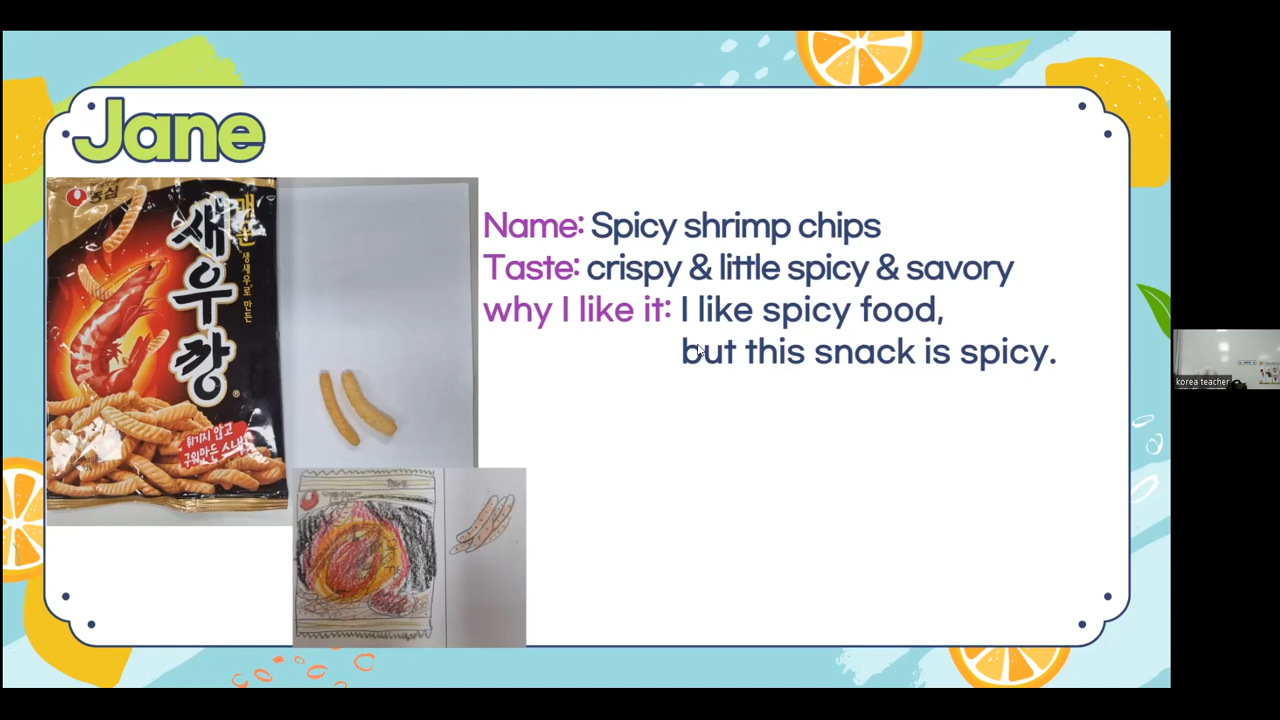 Jane
농심
매운
새우깡
생새우로 만든
®
튀기지 않고
구워만든 스낵
Name: Spicy shrimp chips
Taste: crispy & little spicy & savory
why I like it: I like spicy food,
but this snack is spicy.
korea teacher